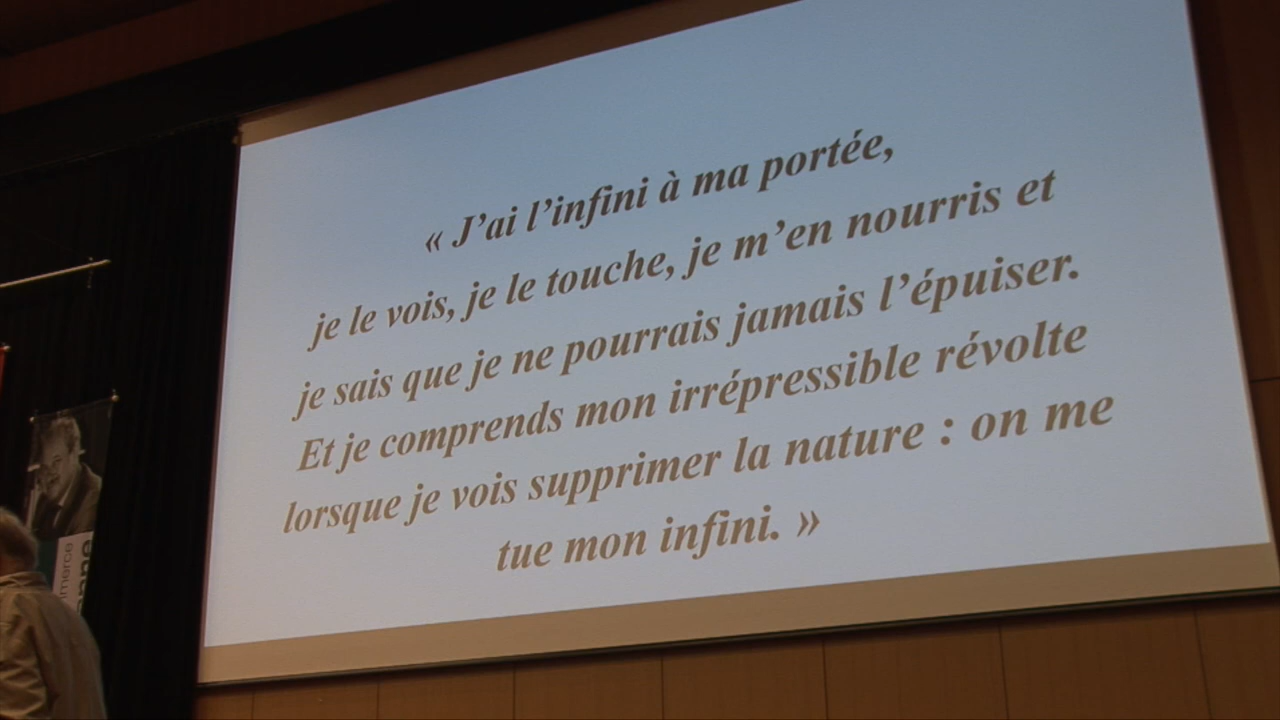 « J’ai l’infini à ma portée,
je le vois, je le touche, je m’en nourris et
je sais que je ne pourrais jamais l’épuiser.
Et je comprends mon irrépressible révolte
lorsque je vois supprimer la nature : on me
tue mon infini. »